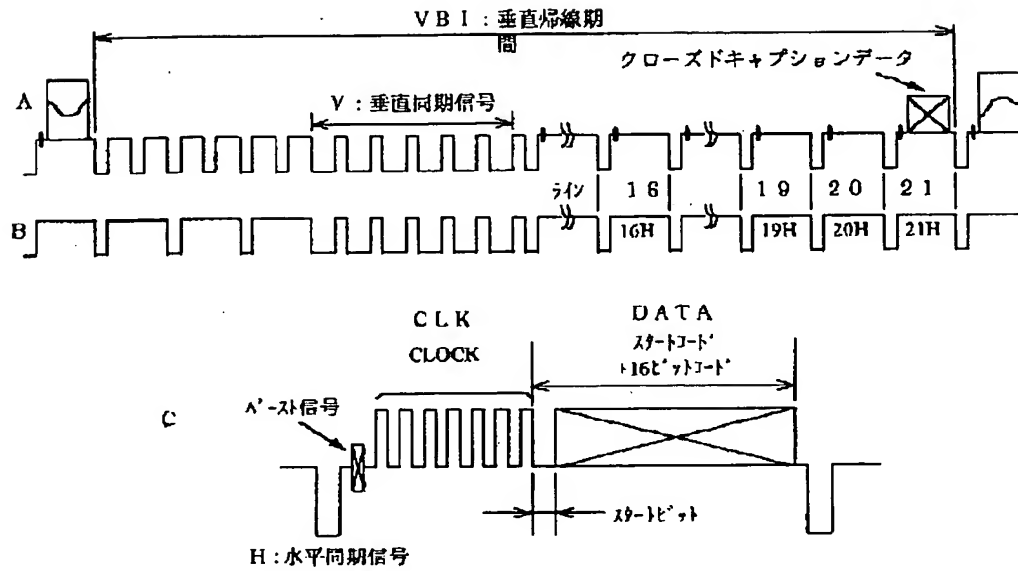 VBI:垂直帰線期
間
クローズドキャプションデータ
A
V:垂直同期信号
ライン 16 19 20 21
B
16H 19H 20H 21H
CLK
CLOCK
DATA
スタートコード
+16ビットコード
バースト信号
C
スタートビット
H:水平同期信号